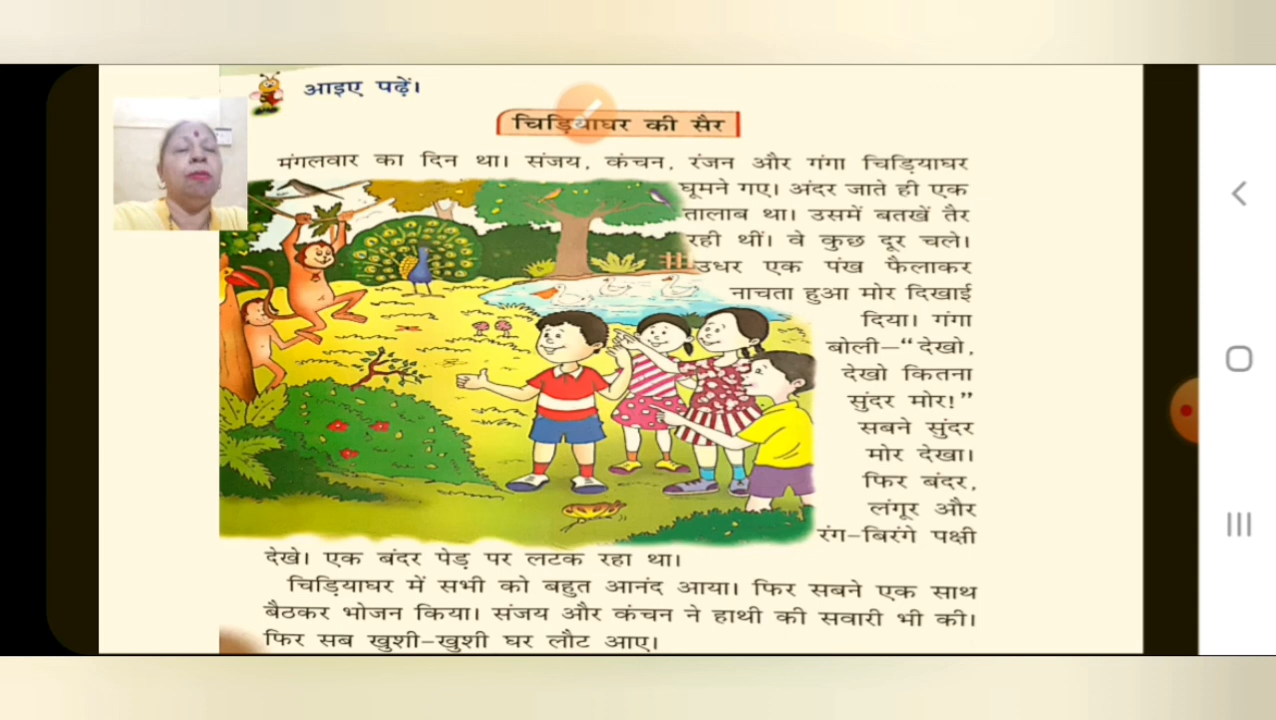 आइए पढ़ें।
चिड़ियाघर की सैर
मंगलवार का दिन था। संजय, कंचन, रंजन और गंगा चिड़ियाघर
घूमने गए। अंदर जाते ही एक
तालाब था। उसमें बतखें तैर
रही थीं। वे कुछ दूर चले।
उधर एक पंख फैलाकर
नाचता हुआ मोर दिखाई
दिया। गंगा
बोली–“देखो,
देखो कितना
सुंदर मोर!”
सबने सुंदर
मोर देखा।
फिर बंदर,
लंगूर और
रंग–बिरंगे पक्षी
देखे। एक बंदर पेड़ पर लटक रहा था।
चिड़ियाघर में सभी को बहुत आनंद आया। फिर सबने एक साथ
बैठकर भोजन किया। संजय और कंचन ने हाथी की सवारी भी की।
फिर सब खुशी–खुशी घर लौट आए।